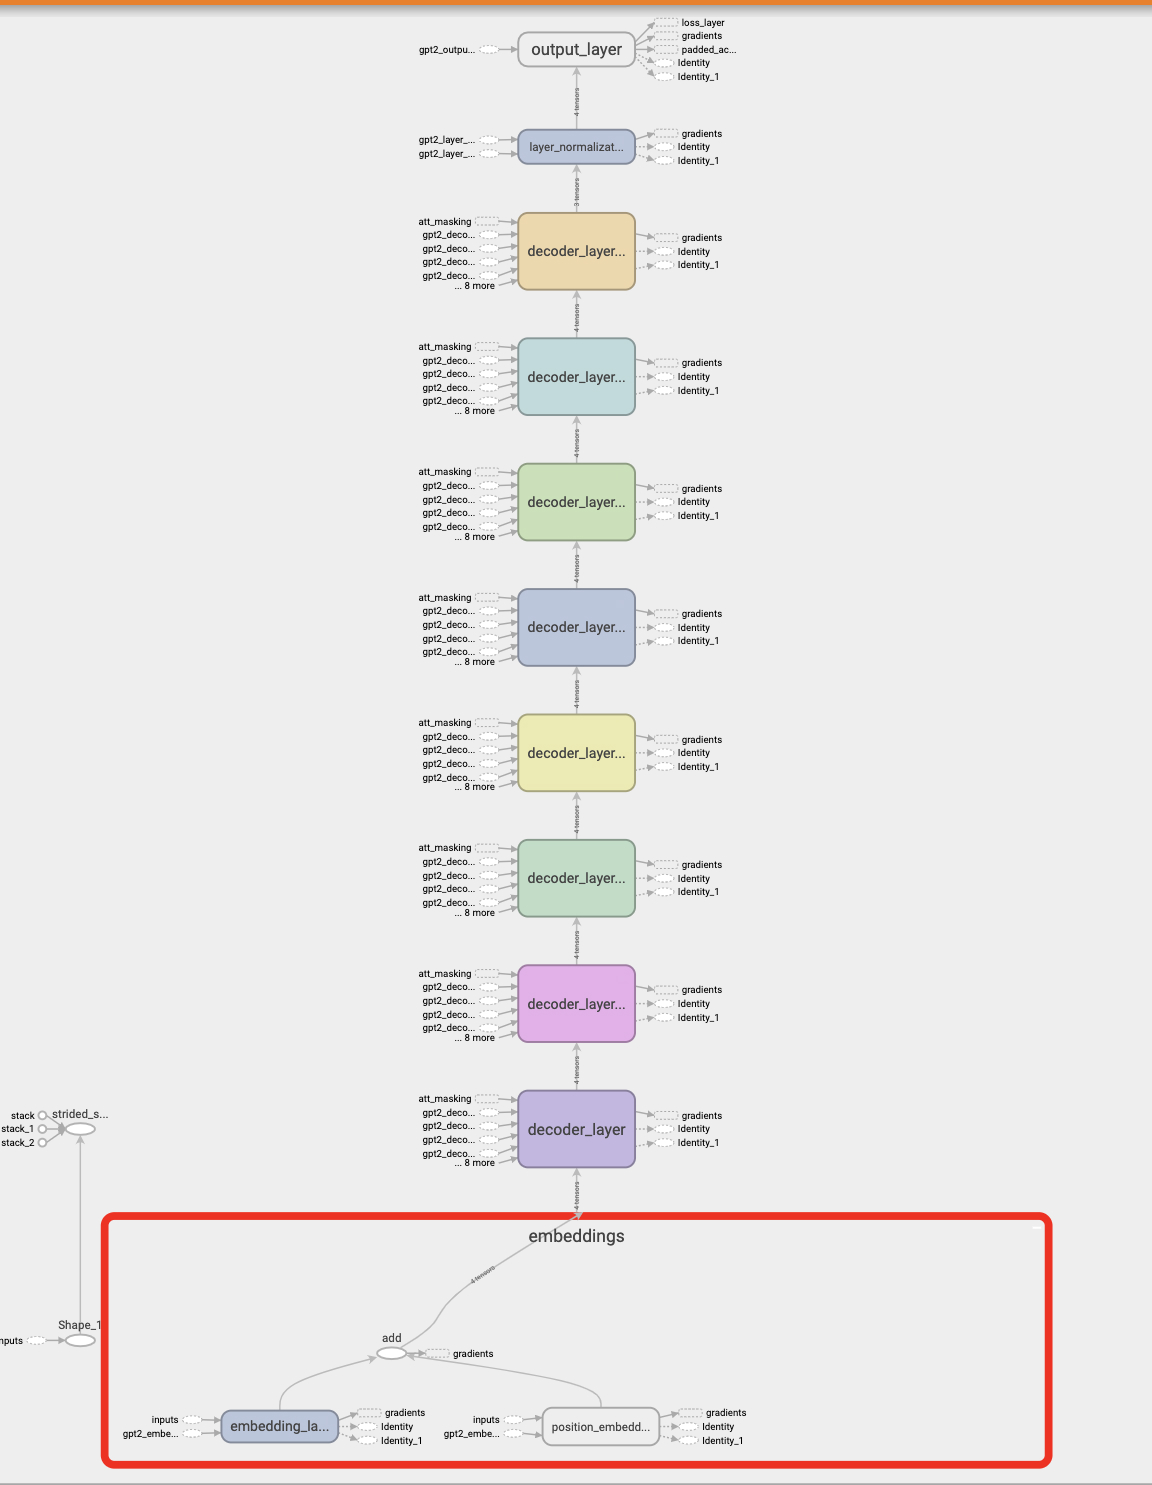 loss_layer
gpt2_outpu...
output_layer
gradients
padded_ac...
Identity
Identity_1
4 tensors
gpt2_layer_...
gpt2_layer_...
layer_normalizat...
gradients
Identity
Identity_1
3 tensors
att_masking
gpt2_deco...
gpt2_deco...
gpt2_deco...
gpt2_deco...
... 8 more
decoder_layer...
gradients
Identity
Identity_1
4 tensors
att_masking
gpt2_deco...
gpt2_deco...
gpt2_deco...
gpt2_deco...
... 8 more
decoder_layer...
gradients
Identity
Identity_1
4 tensors
att_masking
gpt2_deco...
gpt2_deco...
gpt2_deco...
gpt2_deco...
... 8 more
decoder_layer...
gradients
Identity
Identity_1
4 tensors
att_masking
gpt2_deco...
gpt2_deco...
gpt2_deco...
gpt2_deco...
... 8 more
decoder_layer...
gradients
Identity
Identity_1
4 tensors
att_masking
gpt2_deco...
gpt2_deco...
gpt2_deco...
gpt2_deco...
... 8 more
decoder_layer...
gradients
Identity
Identity_1
4 tensors
att_masking
gpt2_deco...
gpt2_deco...
gpt2_deco...
gpt2_deco...
... 8 more
decoder_layer...
gradients
Identity
Identity_1
4 tensors
att_masking
gpt2_deco...
gpt2_deco...
gpt2_deco...
gpt2_deco...
... 8 more
decoder_layer...
gradients
Identity
Identity_1
4 tensors
att_masking
gpt2_deco...
gpt2_deco...
gpt2_deco...
gpt2_deco...
... 8 more
decoder_layer
gradients
Identity
Identity_1
4 tensors
stack
stack_1
stack_2
strided_s...
Shape_1
nputs
embeddings
4 tensors
add
gradients
inputs
gpt2_embe...
embedding_la...
gradients
Identity
Identity_1
inputs
gpt2_embe...
position_embedd...
gradients
Identity
Identity_1